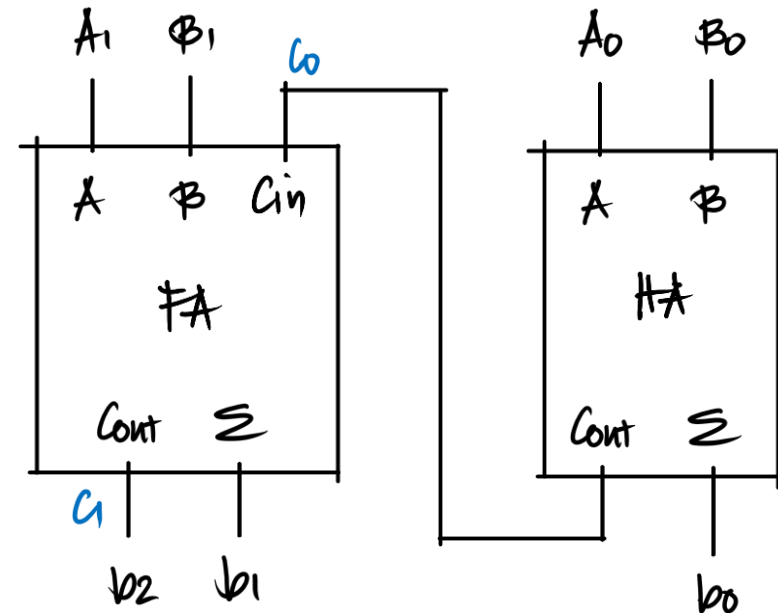 A1 B1 C0 A0 B0
A B Cin A B
FA HA
Cout Σ Cout Σ
C1
b2 b1 b0